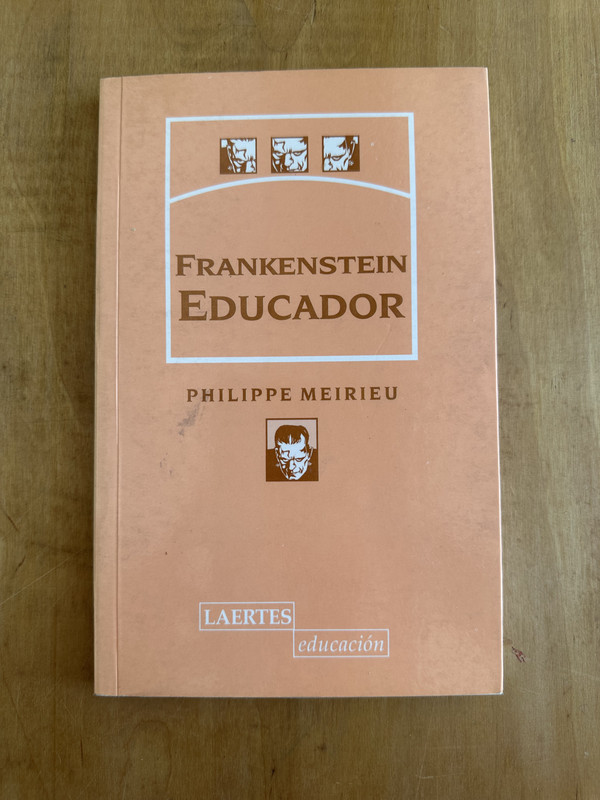 FRANKENSTEIN
EDUCADOR
PHILIPPE MEIRIEU
LAERTES
educación